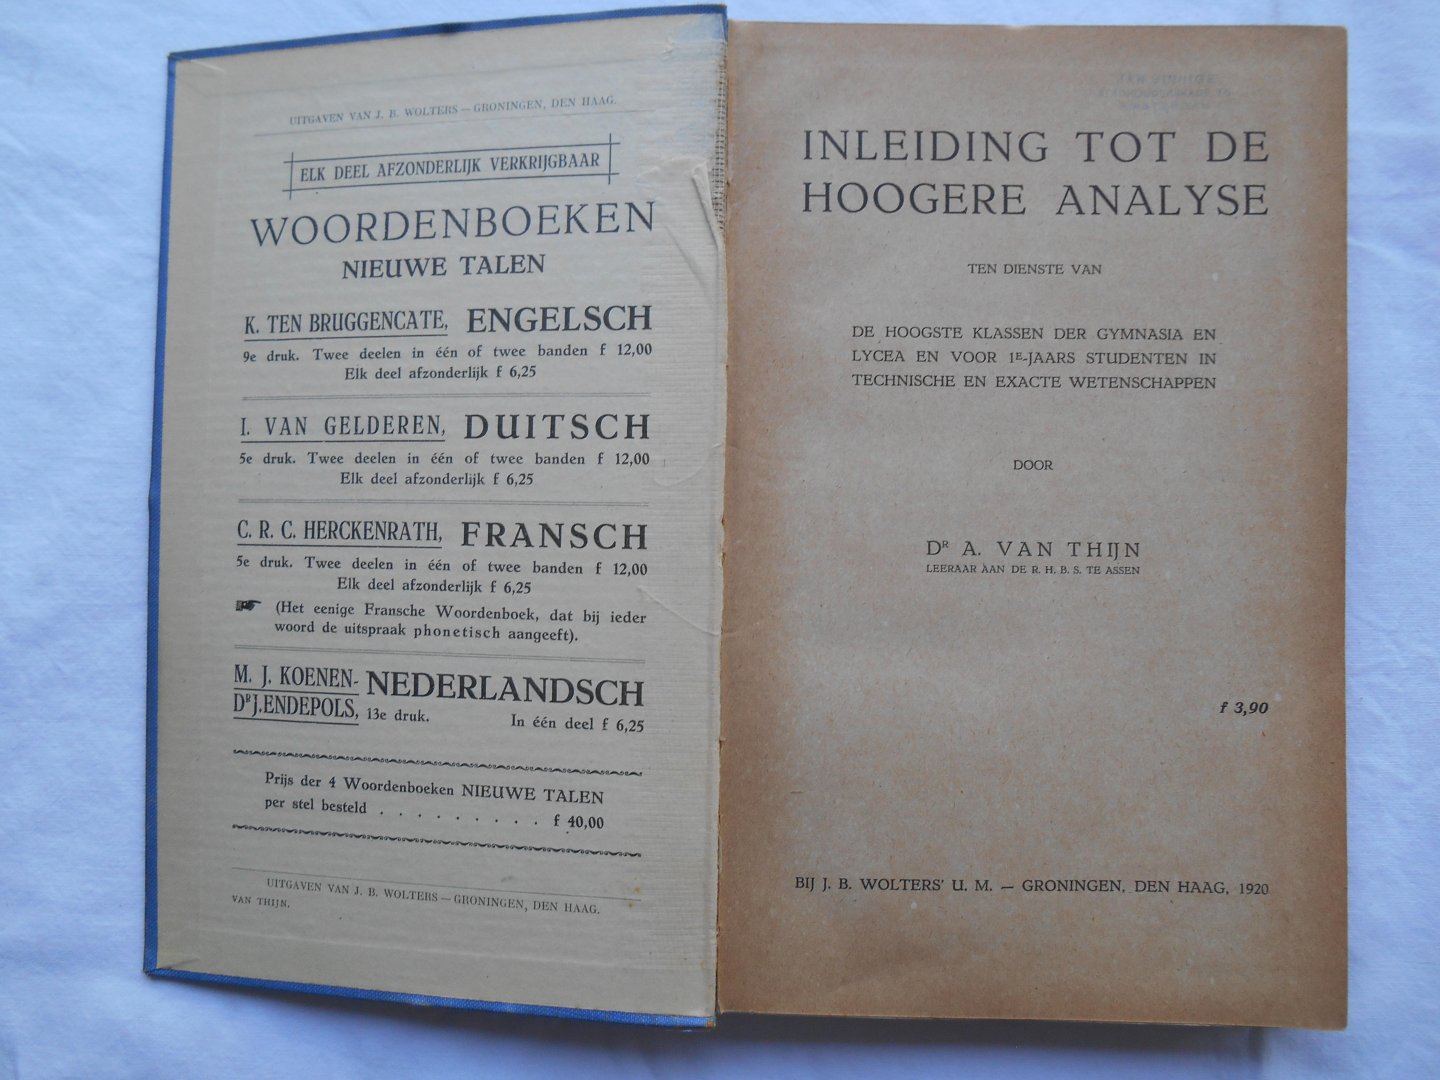 UITGAVEN VAN J. B. WOLTERS — GRONINGEN, DEN HAAG.
ELK DEEL AFZONDERLIJK VERKRIJGBAAR
WOORDENBOEKEN
NIEUWE TALEN
K. TEN BRUGGENCATE, ENGELSCH
9e druk. Twee deelen in één of twee banden f 12,00
Elk deel afzonderlijk f 6,25
I. VAN GELDEREN, DUITSCH
5e druk. Twee deelen in één of twee banden f 12,00
Elk deel afzonderlijk f 6,25
C. R. C. HERCKENRATH, FRANSCH
5e druk. Twee deelen in één of twee banden f 12,00
Elk deel afzonderlijk f 6,25
(Het eenige Fransche Woordenboek, dat bij ieder
woord de uitspraak phonetisch aangeeft).
M. J. KOENEN-
DR J. ENDEPOLS, NEDERLANDSCH
13e druk. In één deel f 6,25
Prijs der 4 Woordenboeken NIEUWE TALEN
per stel besteld . . . . . . . . . f 40,00
UITGAVEN VAN J. B. WOLTERS — GRONINGEN, DEN HAAG.
VAN THIJN.
INLEIDING TOT DE
HOOGERE ANALYSE
TEN DIENSTE VAN
DE HOOGSTE KLASSEN DER GYMNASIA EN
LYCEA EN VOOR 1E-JAARS STUDENTEN IN
TECHNISCHE EN EXACTE WETENSCHAPPEN
DOOR
DR A. VAN THIJN
LEERAAR AAN DE R. H. B. S. TE ASSEN
f 3,90
BIJ J. B. WOLTERS' U. M. — GRONINGEN, DEN HAAG, 1920